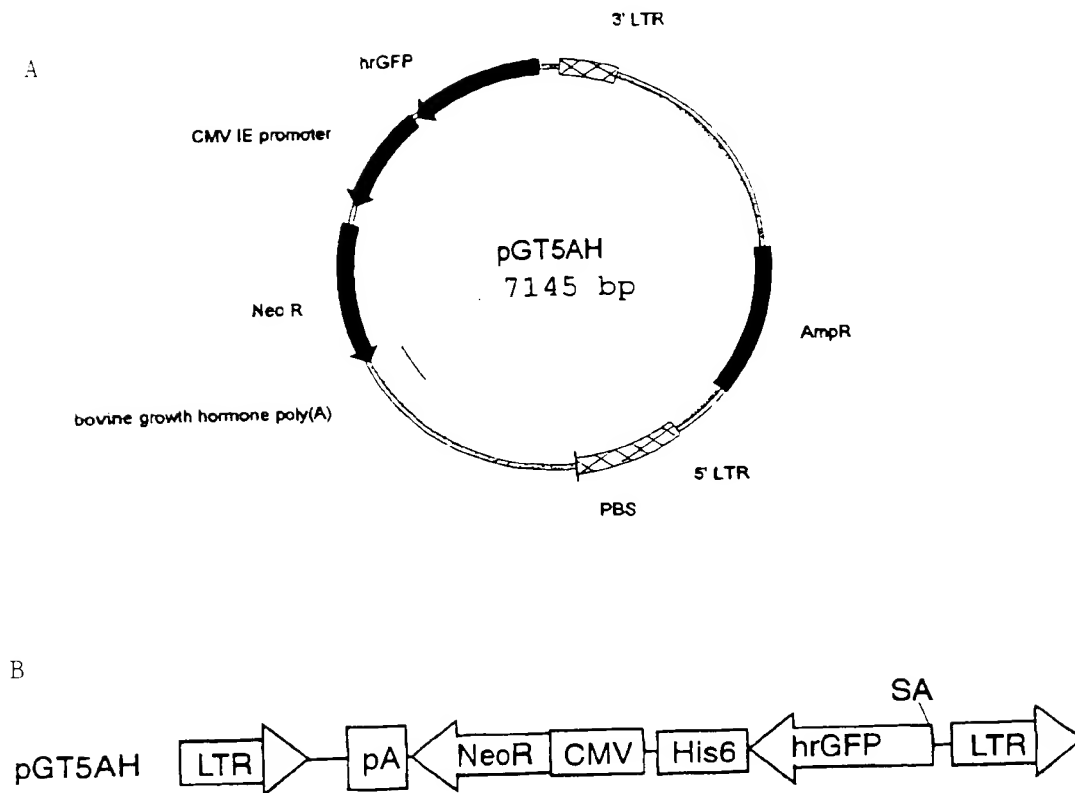 A
3' LTR
hrGFP
CMV IE promoter
pGT5AH
7145 bp
Neo R
AmpR
bovine growth hormone poly(A)
5' LTR
PBS
B
SA
pGT5AH LTR pA NeoR CMV His6 hrGFP LTR